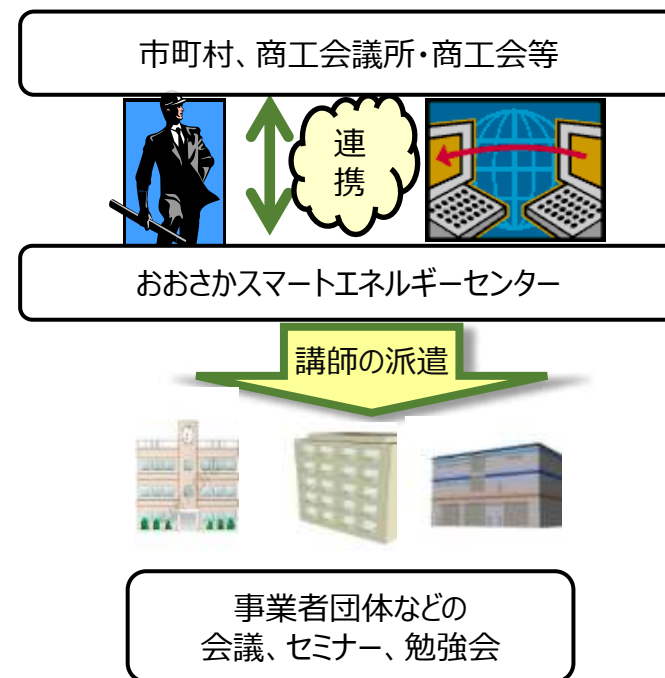 市町村、商工会議所・商工会等
連
携
おおさかスマートエネルギーセンター
講師の派遣
事業者団体などの
会議、セミナー、勉強会